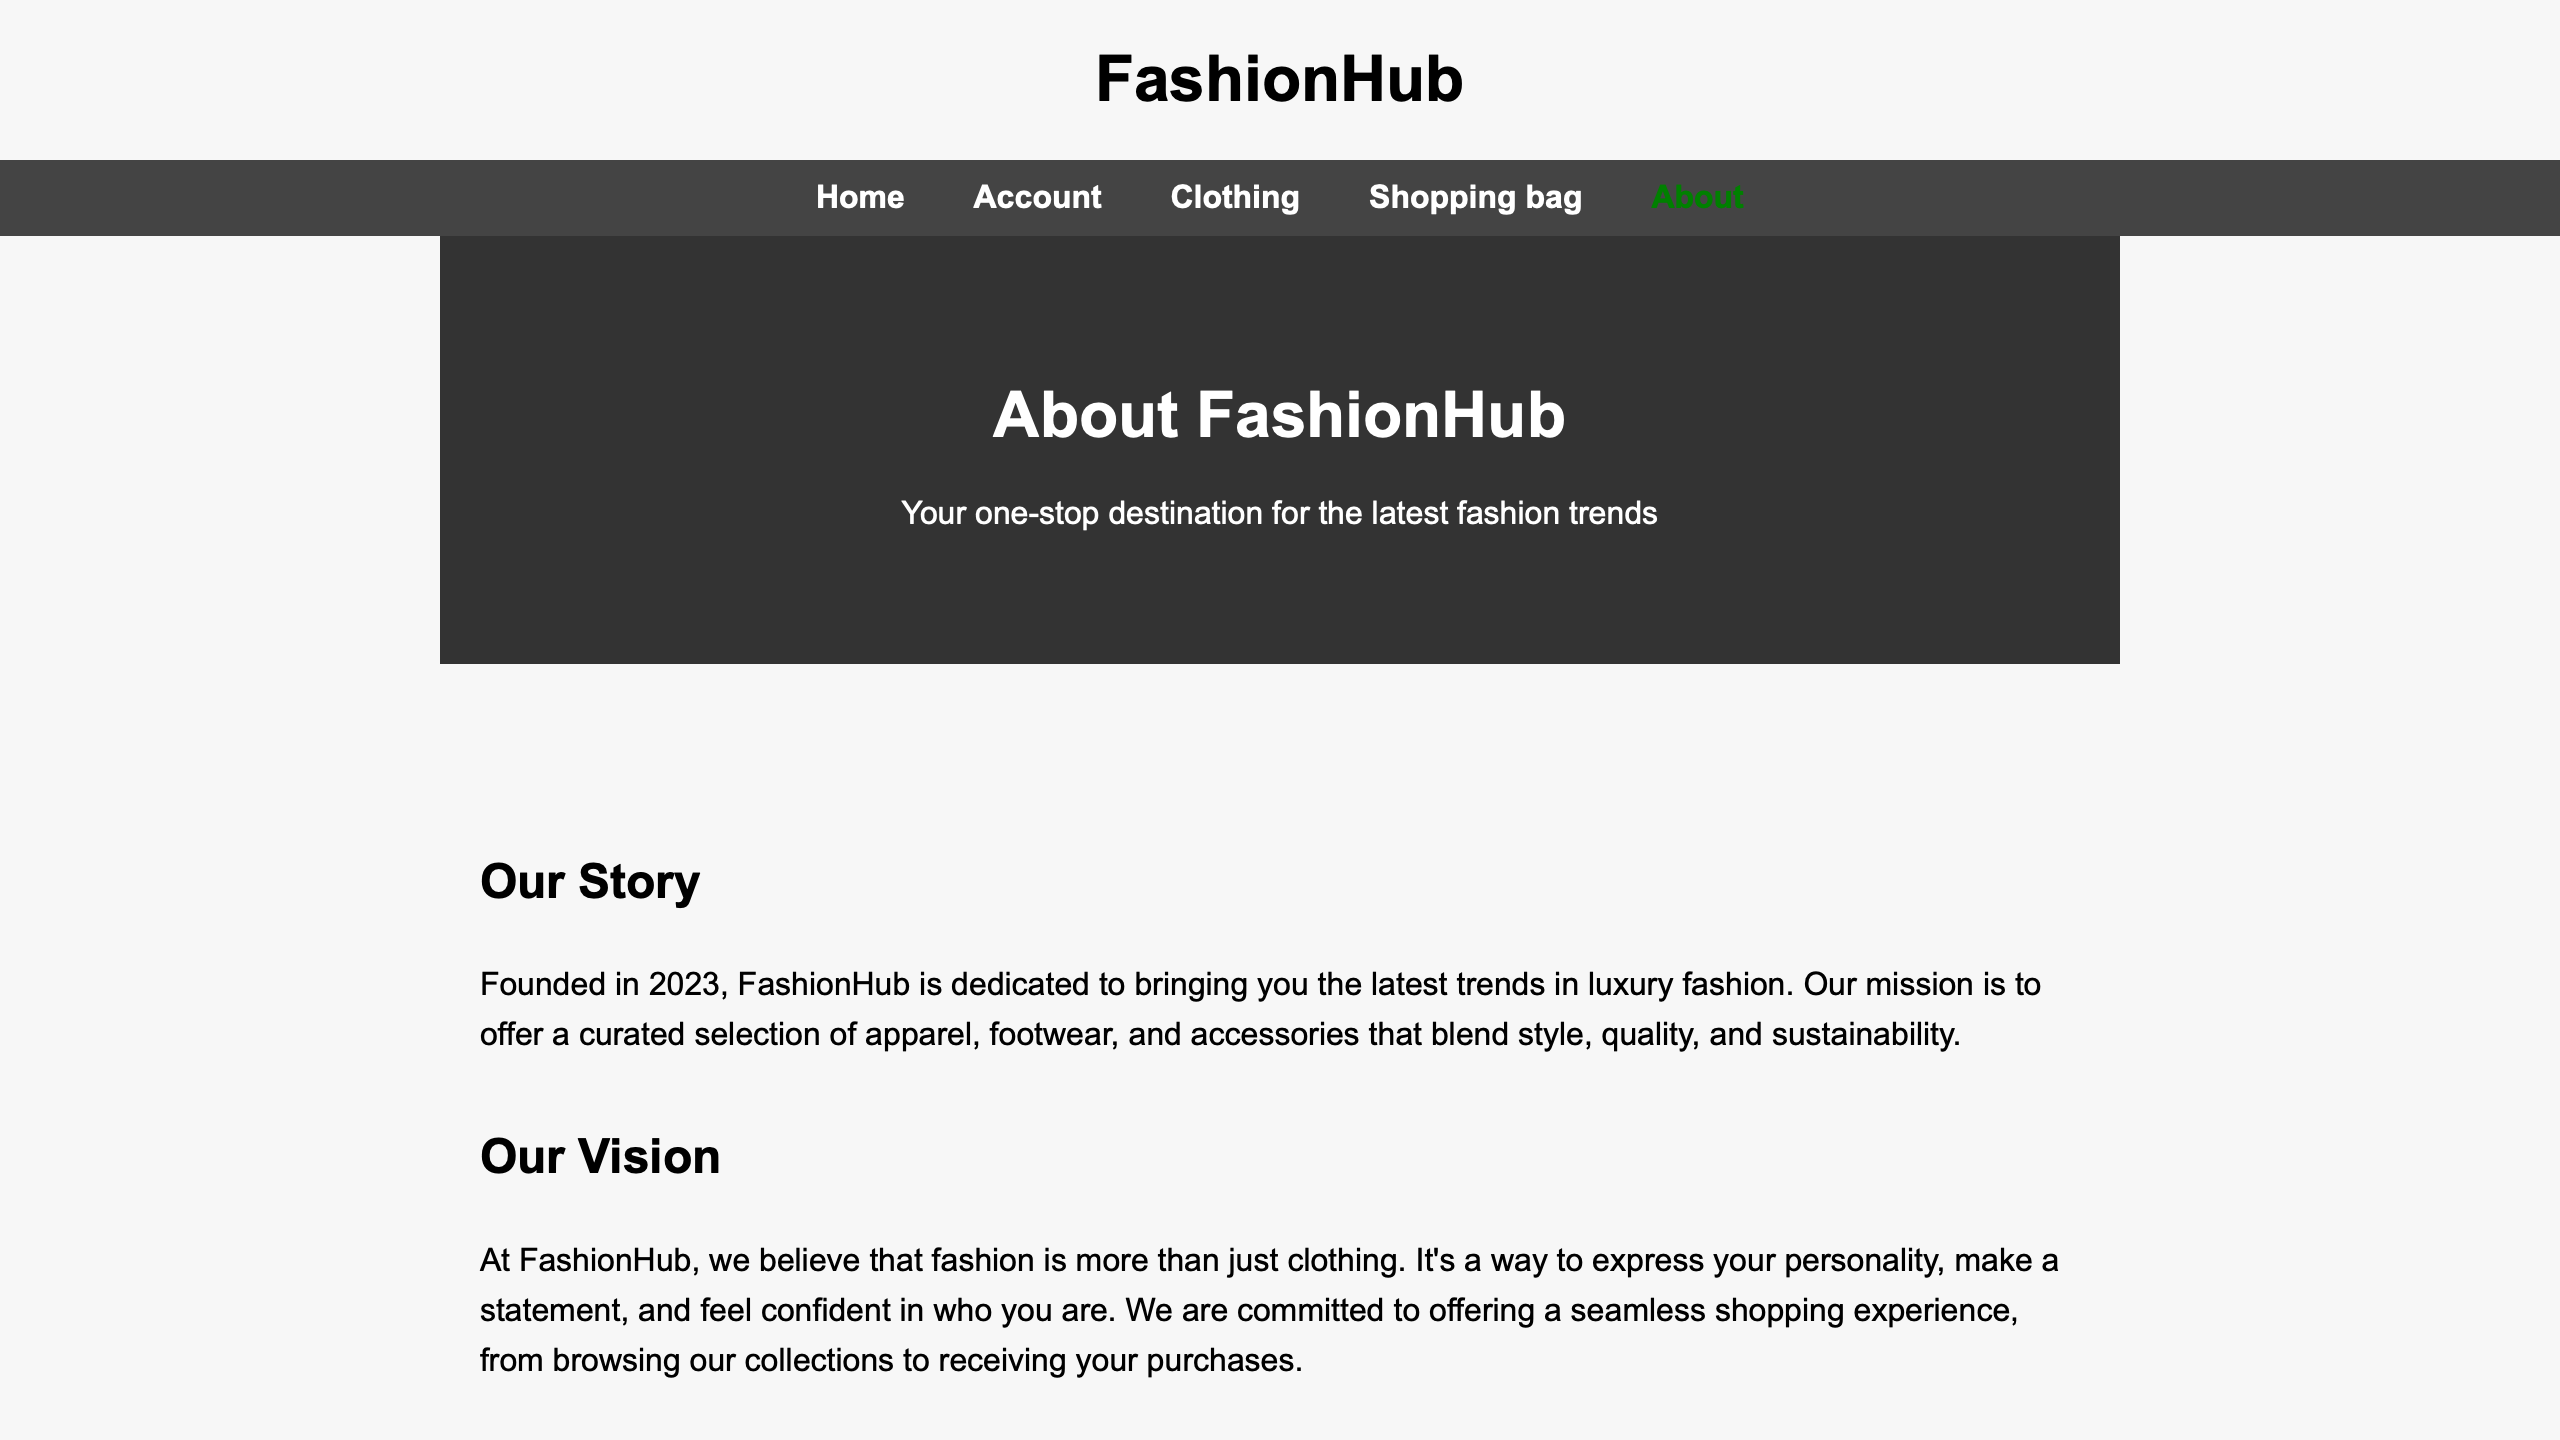 FashionHub
Home Account Clothing Shopping bag About
About FashionHub
Your one-stop destination for the latest fashion trends
Our Story
Founded in 2023, FashionHub is dedicated to bringing you the latest trends in luxury fashion. Our mission is to
offer a curated selection of apparel, footwear, and accessories that blend style, quality, and sustainability.
Our Vision
At FashionHub, we believe that fashion is more than just clothing. It's a way to express your personality, make a
statement, and feel confident in who you are. We are committed to offering a seamless shopping experience,
from browsing our collections to receiving your purchases.